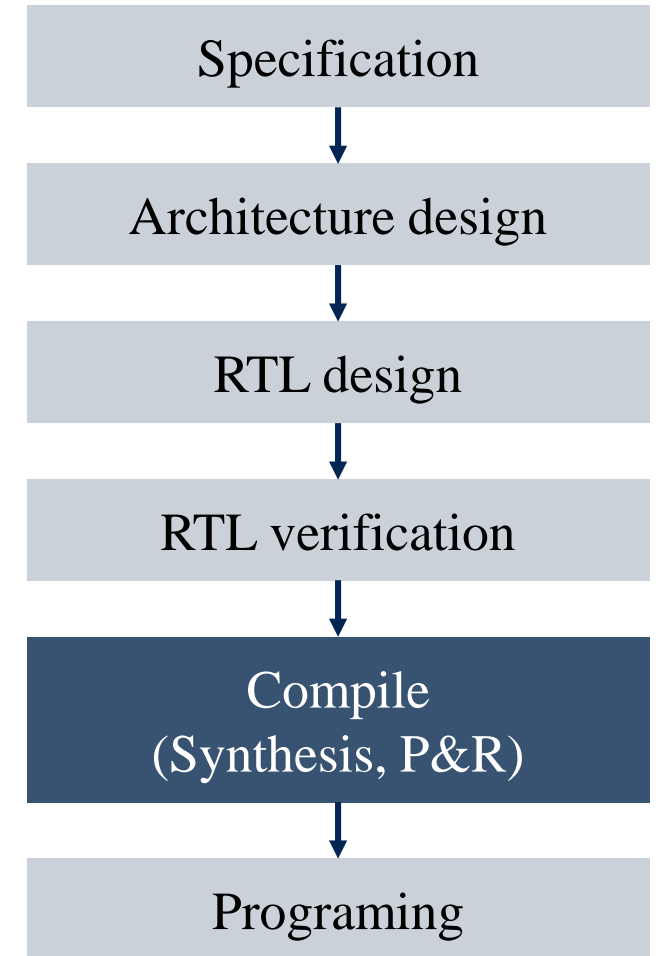 Specification
Architecture design
RTL design
RTL verification
Compile
(Synthesis, P&R)
Programing